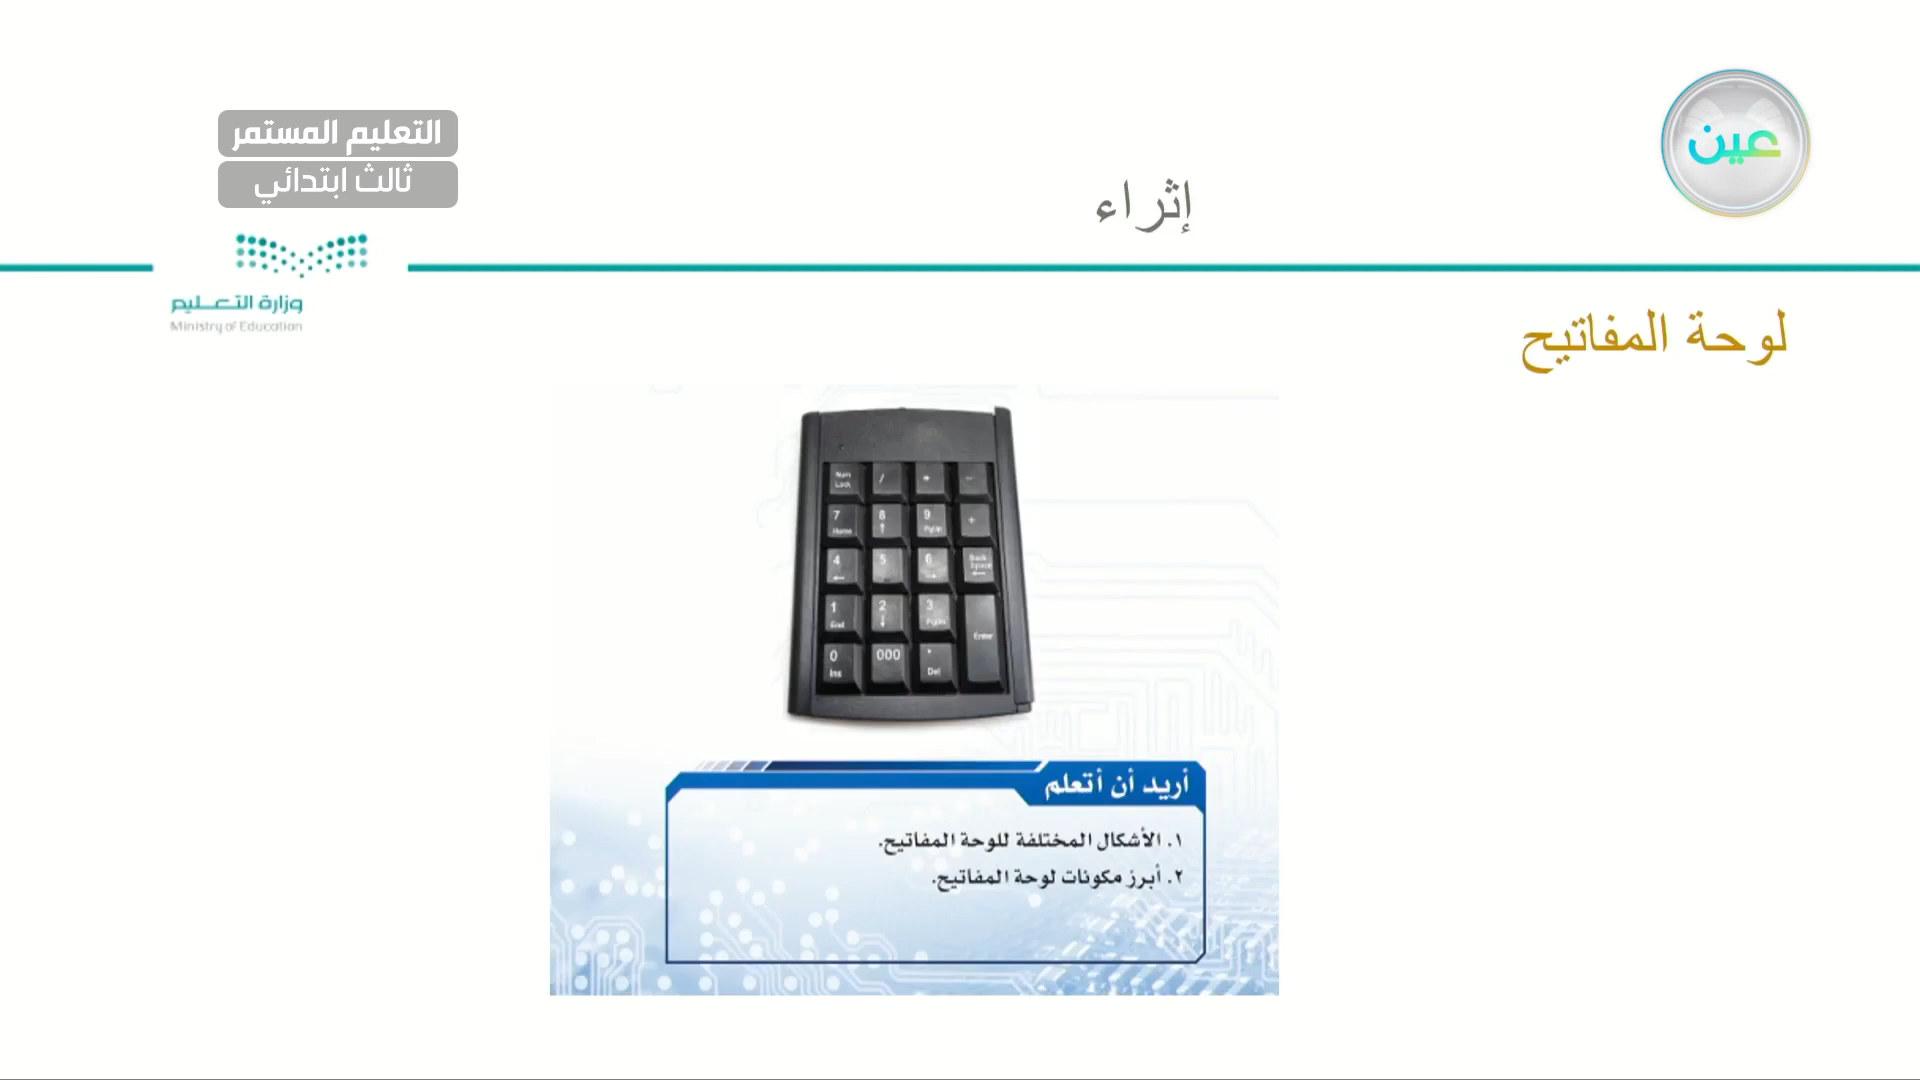 التعليم المستمر
ثالث ابتدائي
عين
إثراء
وزارة التعليم
Ministry of Education
لوحة المفاتيح
Num Lock / * -
7 Home 8 9 PgUp +
4 5 6 Back Space
1 End 2 3 PgDn
0 Ins 000 . Del Enter
أريد أن أتعلم
١. الأشكال المختلفة للوحة المفاتيح.
٢. أبرز مكونات لوحة المفاتيح.